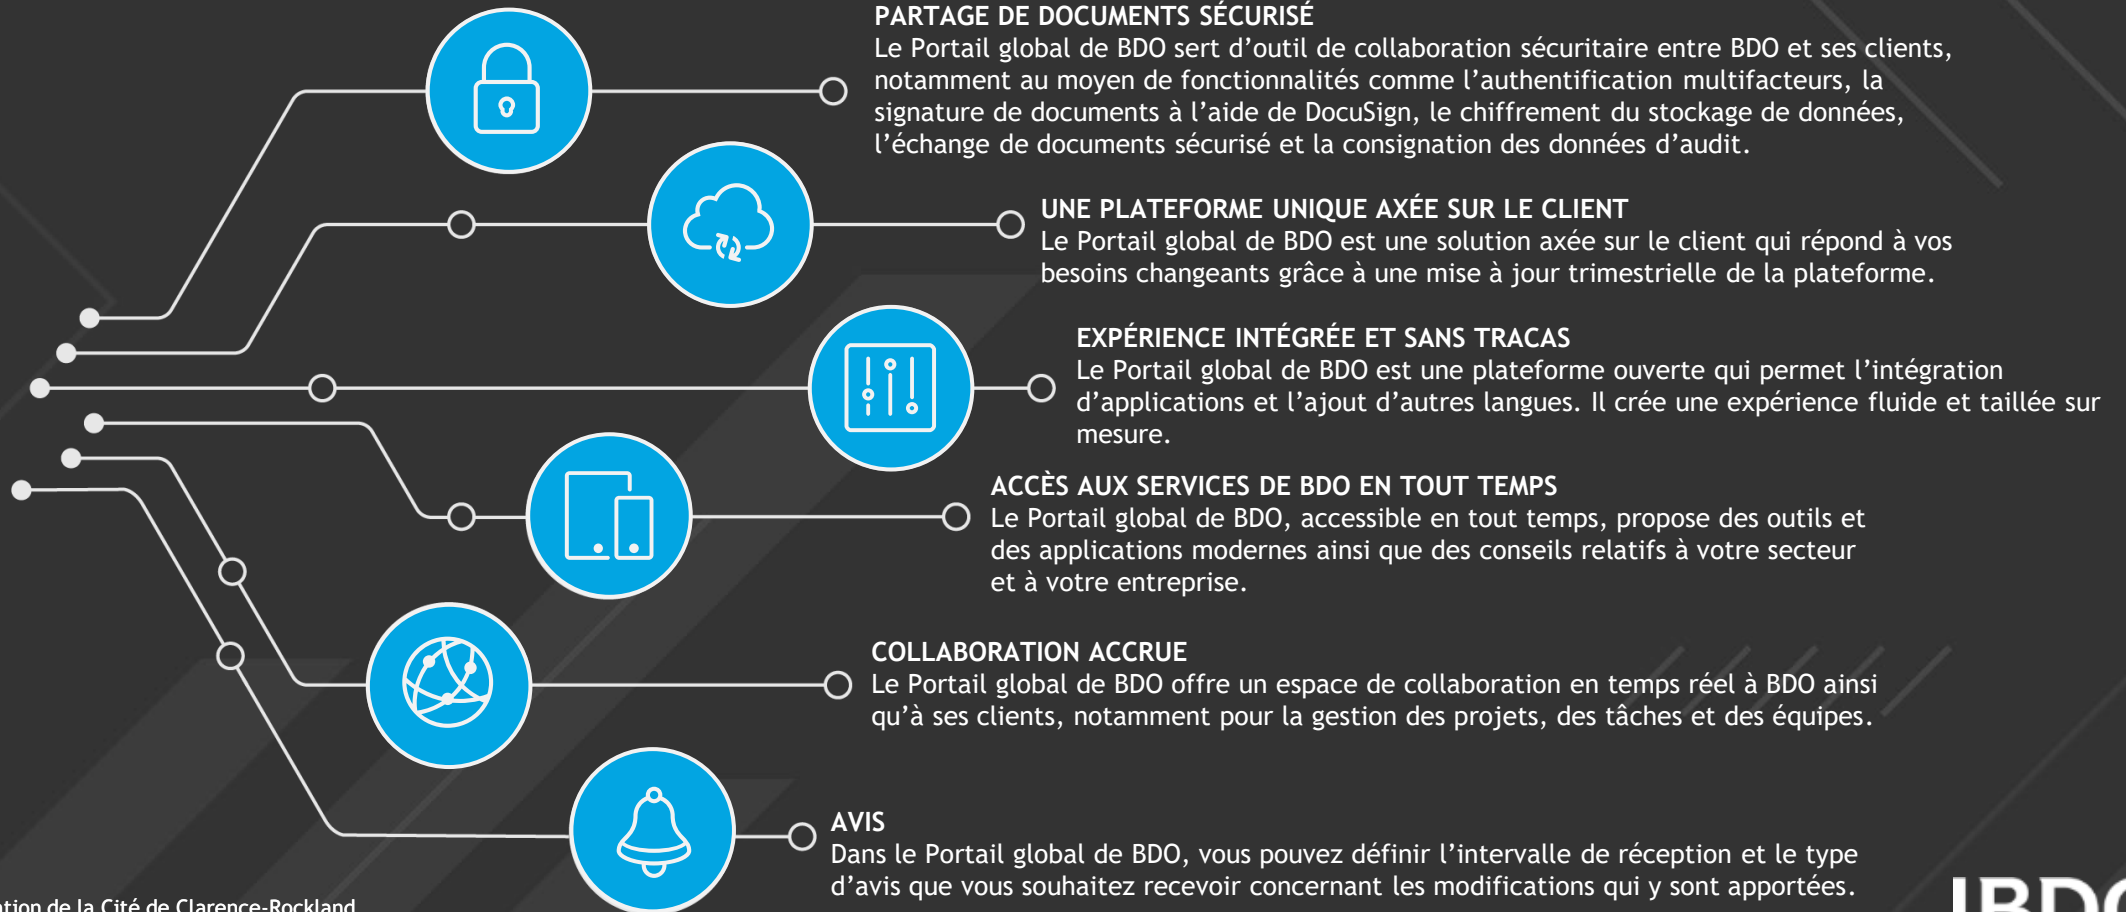 PARTAGE DE DOCUMENTS SÉCURISÉ
Le Portail global de BDO sert d’outil de collaboration sécuritaire entre BDO et ses clients,
notamment au moyen de fonctionnalités comme l’authentification multifacteurs, la
signature de documents à l’aide de DocuSign, le chiffrement du stockage de données,
l’échange de documents sécurisé et la consignation des données d’audit.
UNE PLATEFORME UNIQUE AXÉE SUR LE CLIENT
Le Portail global de BDO est une solution axée sur le client qui répond à vos
besoins changeants grâce à une mise à jour trimestrielle de la plateforme.
EXPÉRIENCE INTÉGRÉE ET SANS TRACAS
Le Portail global de BDO est une plateforme ouverte qui permet l’intégration
d’applications et l’ajout d’autres langues. Il crée une expérience fluide et taillée sur
mesure.
ACCÈS AUX SERVICES DE BDO EN TOUT TEMPS
Le Portail global de BDO, accessible en tout temps, propose des outils et
des applications modernes ainsi que des conseils relatifs à votre secteur
et à votre entreprise.
COLLABORATION ACCRUE
Le Portail global de BDO offre un espace de collaboration en temps réel à BDO ainsi
qu’à ses clients, notamment pour la gestion des projets, des tâches et des équipes.
AVIS
Dans le Portail global de BDO, vous pouvez définir l’intervalle de réception et le type
d’avis que vous souhaitez recevoir concernant les modifications qui y sont apportées.
de la Cité de Clarence-Rockland
BDO